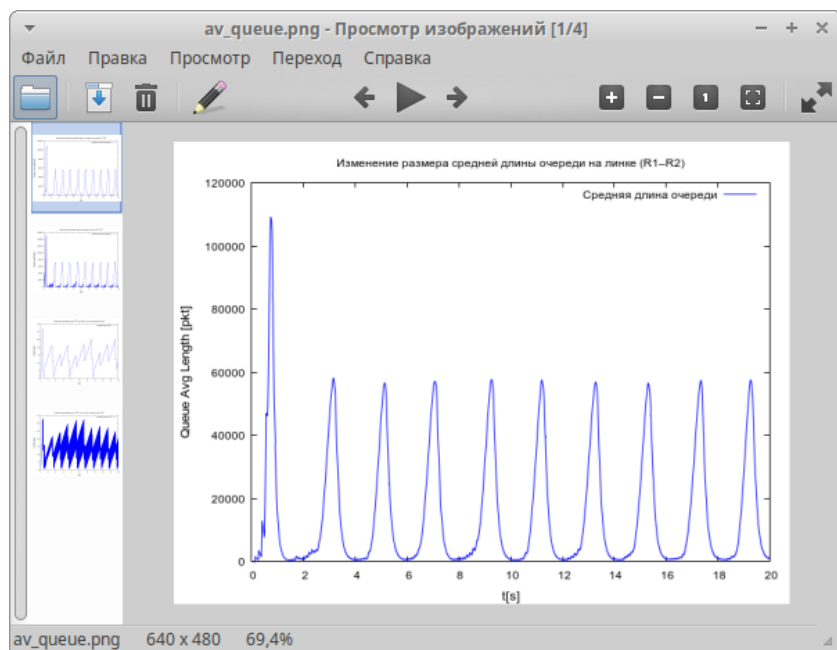 av_queue.png - Просмотр изображений [1/4]
Файл Правка Просмотр Переход Справка
1
Изменение размера средней длины очереди на линке (R1–R2)
Средняя длина очереди
Queue Avg Length [pkt]
120000
100000
80000
60000
40000
20000
0
0 2 4 6 8 10 12 14 16 18 20
t[s]
av_queue.png 640 x 480 69,4%